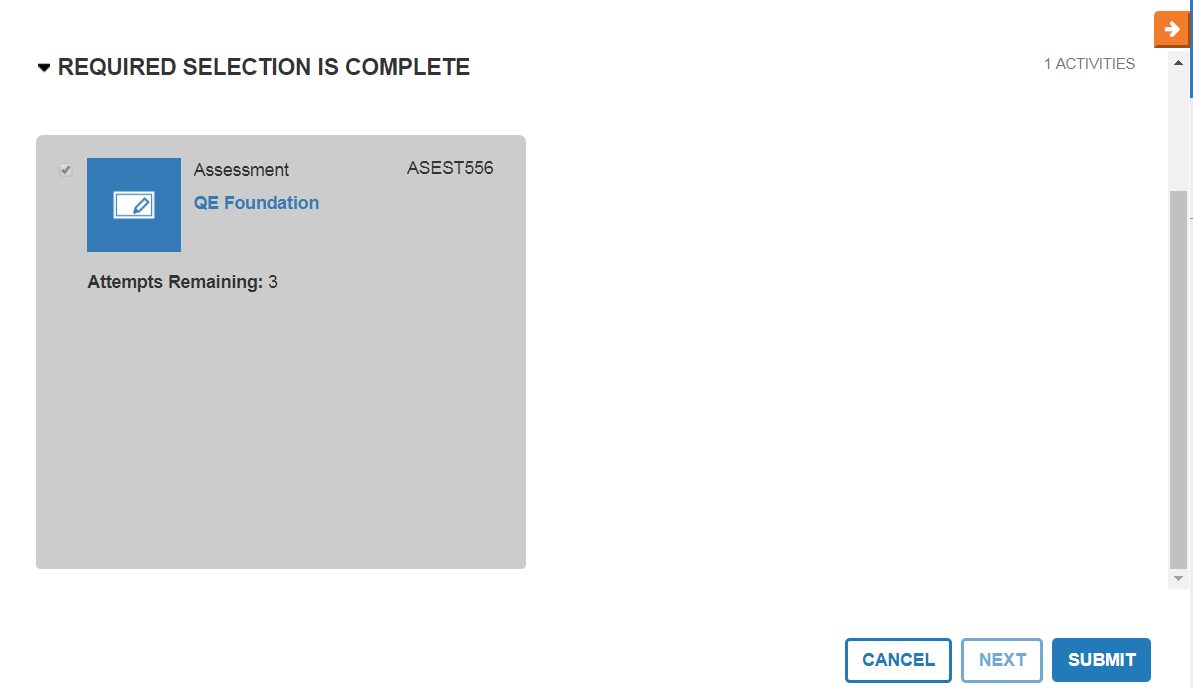 REQUIRED SELECTION IS COMPLETE
1 ACTIVITIES
Assessment
ASEST556
QE Foundation
Attempts Remaining: 3
CANCEL
NEXT
SUBMIT